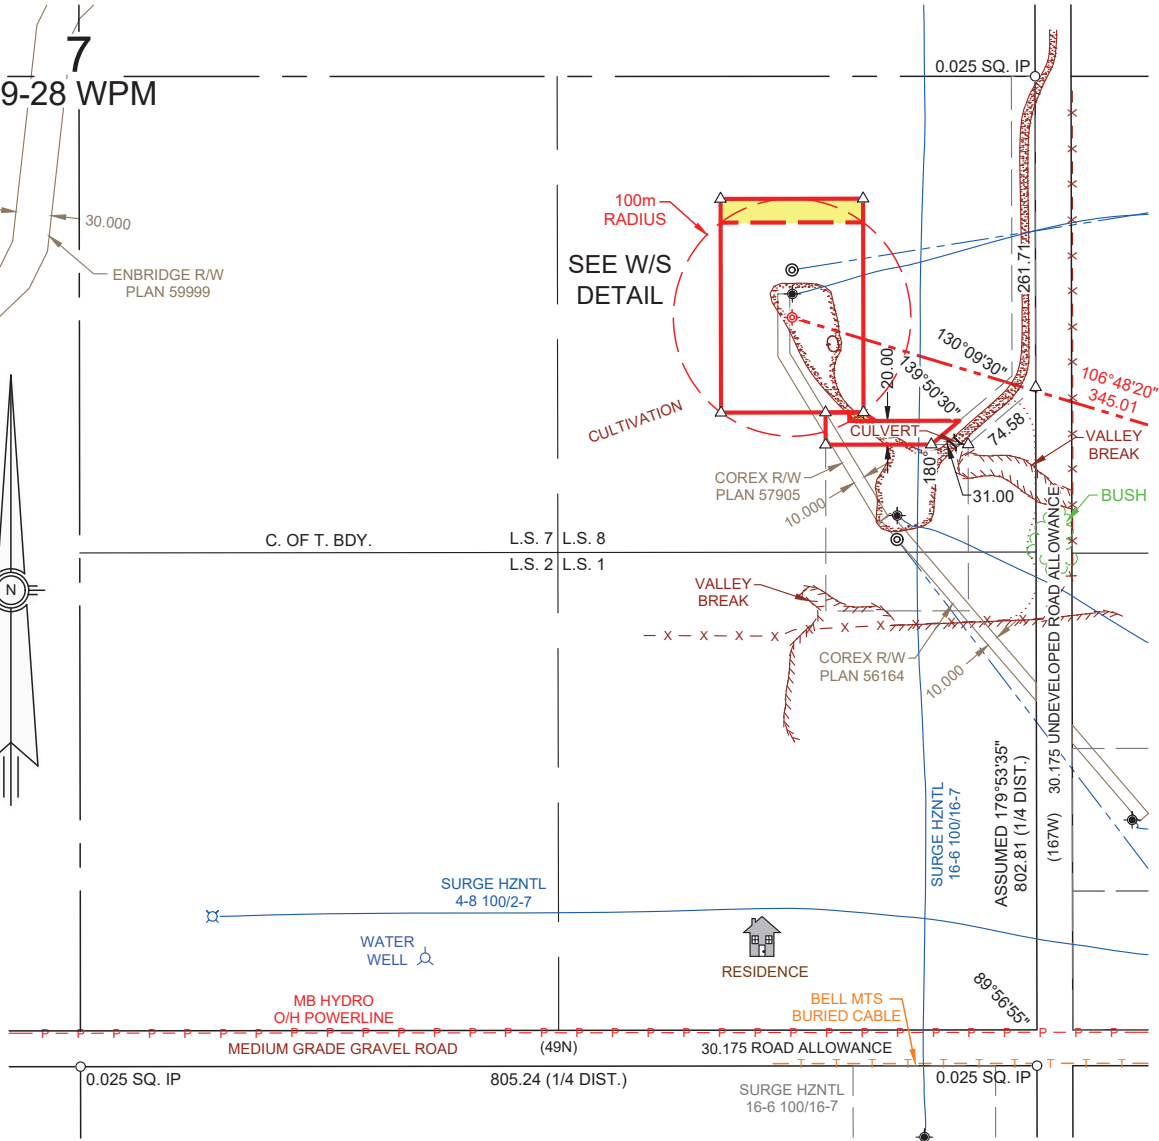 7
9-28 WPM
0.025 SQ. IP
30.000
ENBRIDGE R/W
PLAN 59999
100m
RADIUS
SEE W/S
DETAIL
261.71
130°09'30"
139°50'30"
20.00
106°48'20"
345.01
CULTIVATION
CULVERT
74.58
VALLEY
BREAK
180°
31.00
COREX R/W
PLAN 57905
10.000
BUSH
C. OF T. BDY.
L.S. 7
L.S. 8
L.S. 2
L.S. 1
N
VALLEY
BREAK
X X X X X X X X
COREX R/W
PLAN 56164
10.000
(167W) 30.175 UNDEVELOPED ROAD ALLOWANCE
ASSUMED 179°53'35"
802.81 (1/4 DIST.)
SURGE HZNTL
16-6 100/16-7
SURGE HZNTL
4-8 100/2-7
WATER
WELL
RESIDENCE
89°56'55"
MB HYDRO
O/H POWERLINE
BELL MTS
BURIED CABLE
P P P P P P P P
MEDIUM GRADE GRAVEL ROAD
(49N)
30.175 ROAD ALLOWANCE
T T T T T T T T
0.025 SQ. IP
805.24 (1/4 DIST.)
0.025 SQ. IP
SURGE HZNTL
16-6 100/16-7